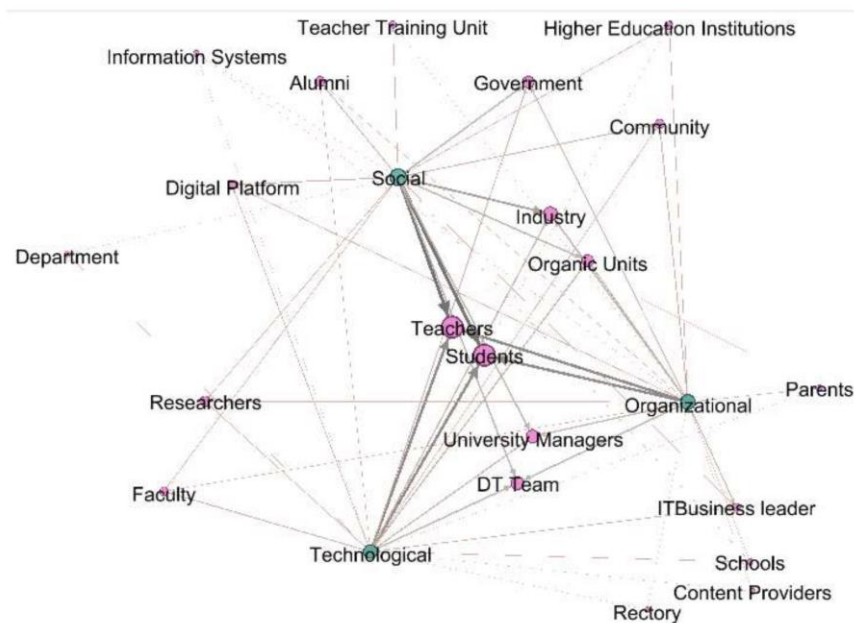 Teacher Training Unit
Higher Education Institutions
Information Systems
Alumni
Government
Community
Digital Platform
Social
Industry
Department
Organic Units
Teachers
Students
Parents
Researchers
Organizational
University Managers
DT Team
Faculty
ITBusiness leader
Technological
Schools
Content Providers
Rectory